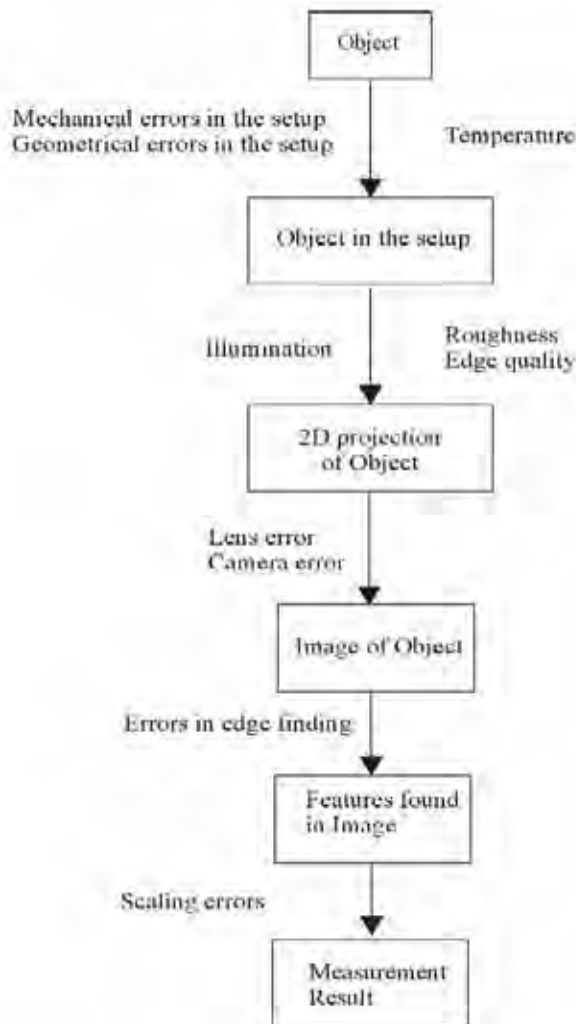 Object
Mechanical errors in the setup
Geometrical errors in the setup
Temperature
Object in the setup
Illumination
Roughness
Edge quality
2D projection
of Object
Lens error
Camera error
Image of Object
Errors in edge finding
Features found
in Image
Scaling errors
Measurement
Result